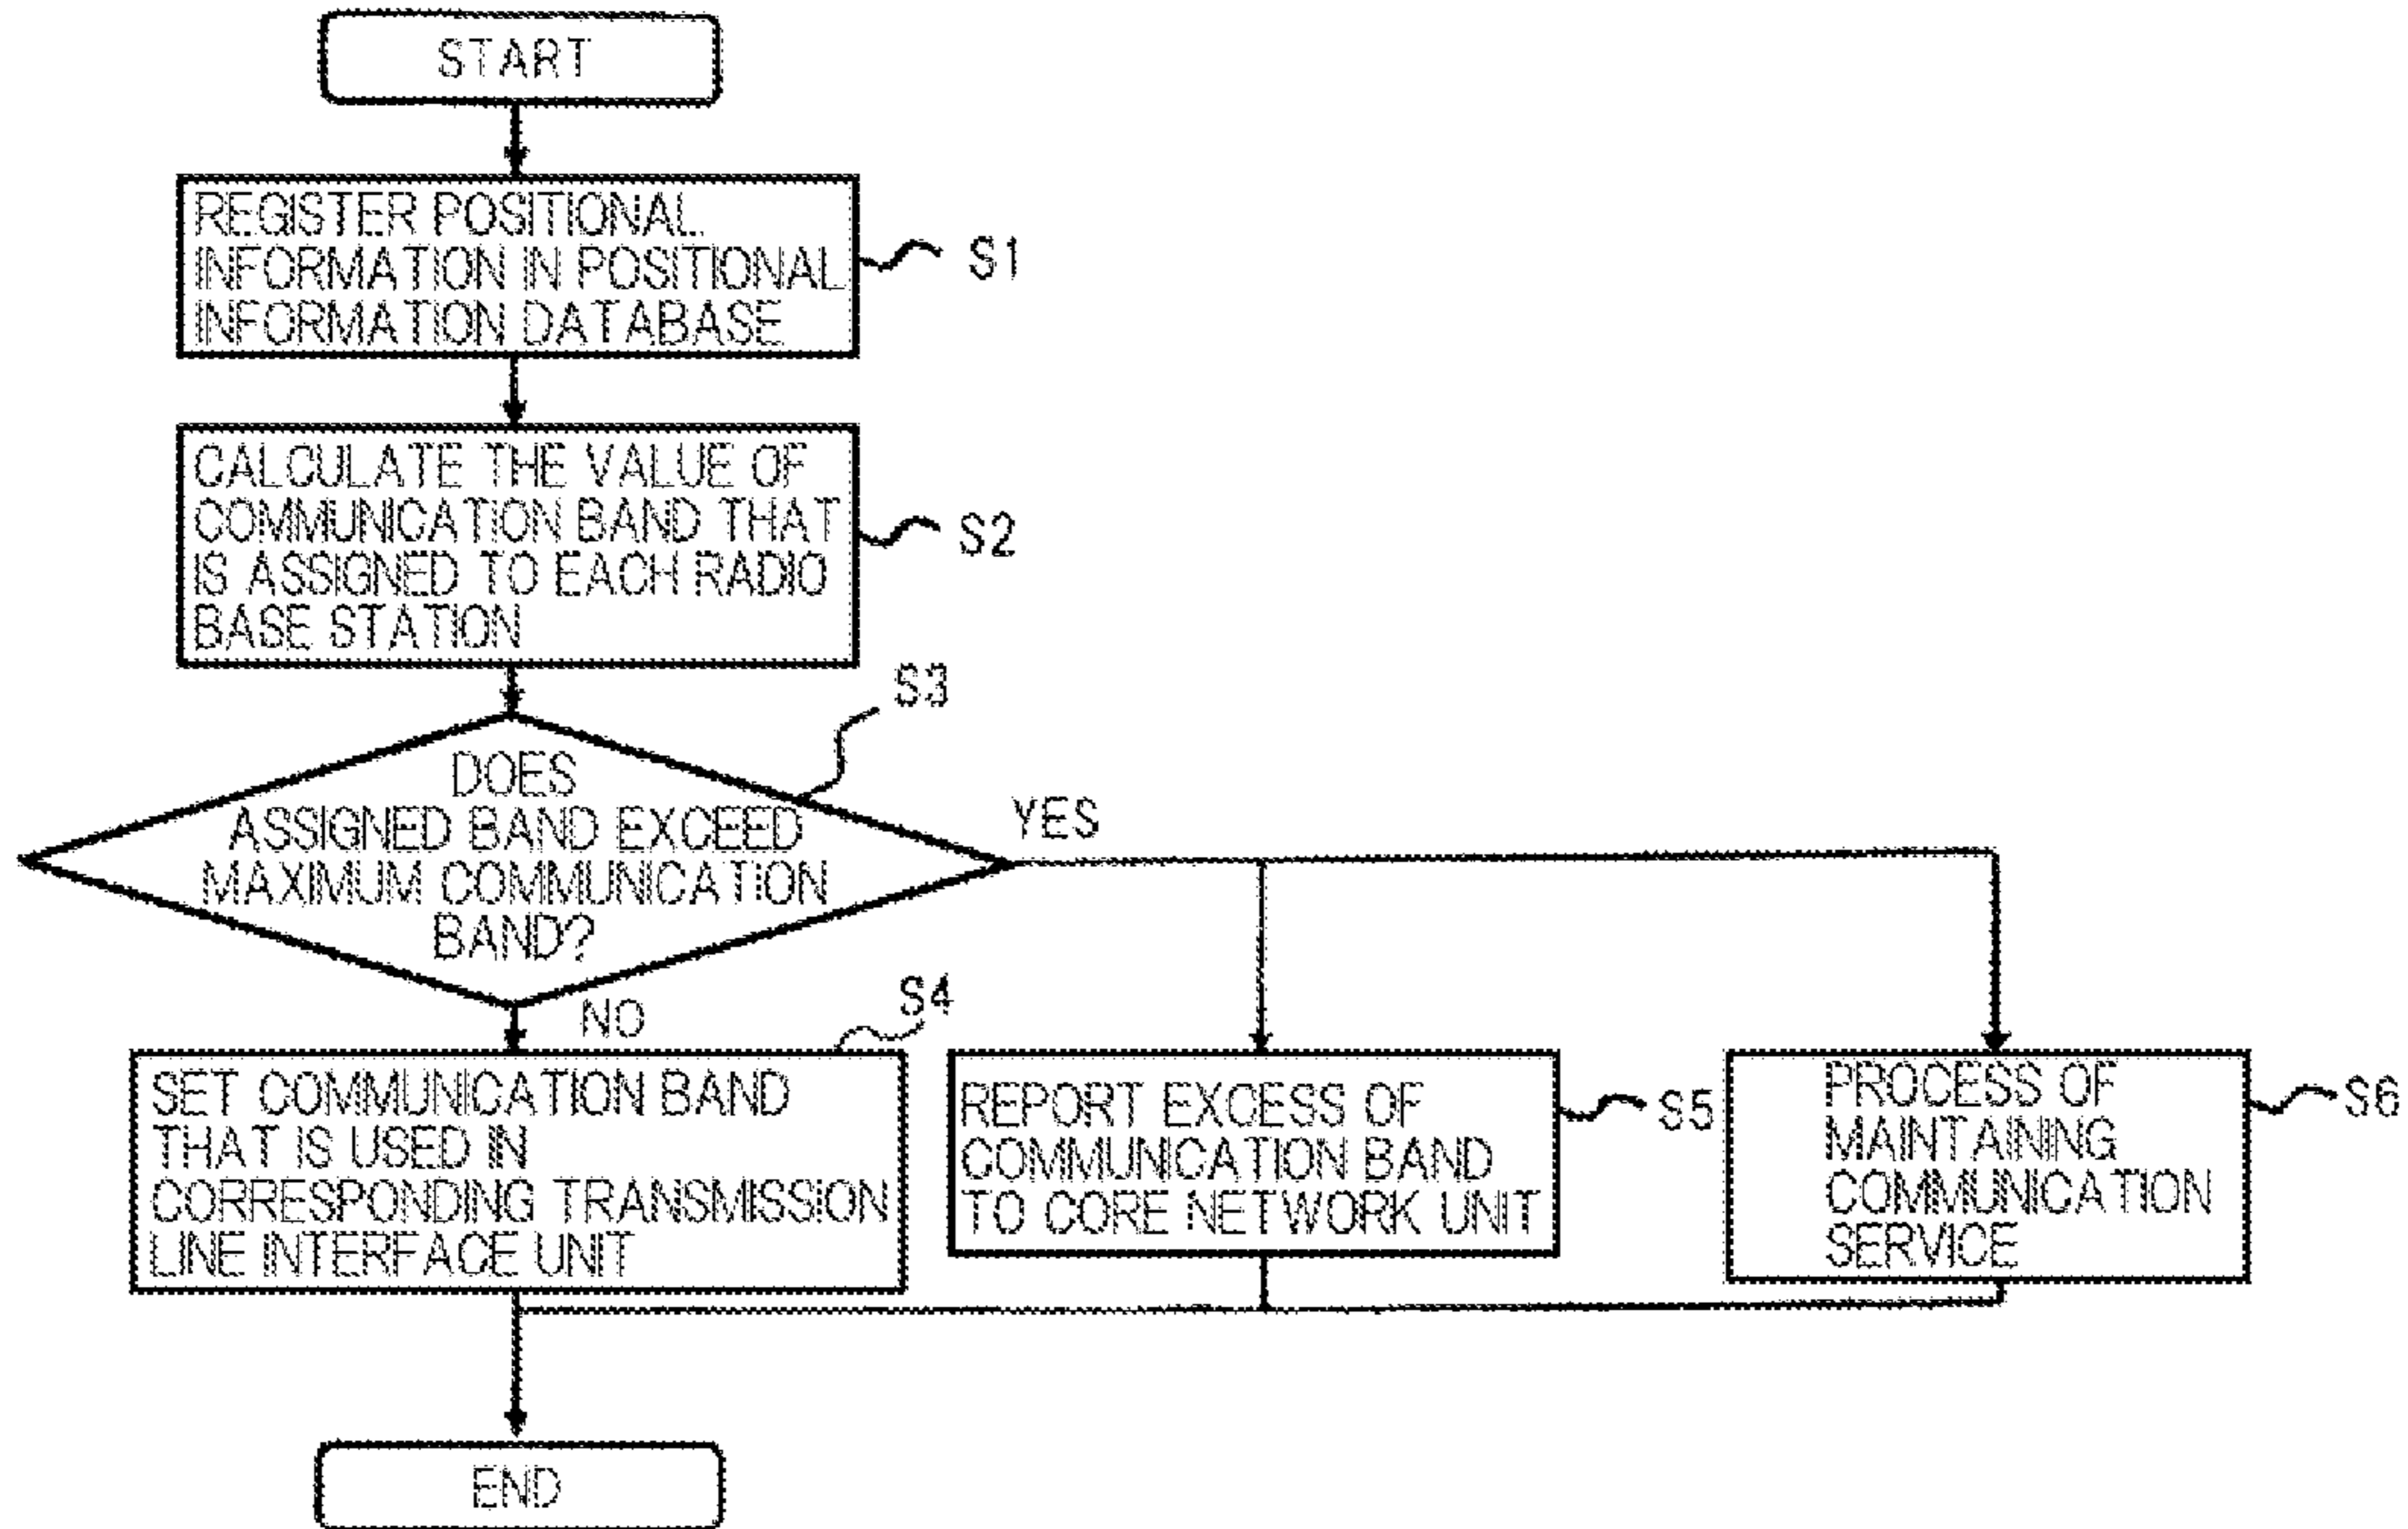 START
REGISTER POSITIONAL
INFORMATION IN POSITIONAL
INFORMATION DATABASE
S1
CALCULATE THE VALUE OF
COMMUNICATION BAND THAT
IS ASSIGNED TO EACH RADIO
BASE STATION
S2
S3
DOES
ASSIGNED BAND EXCEED
MAXIMUM COMMUNICATION
BAND?
YES
NO
S4
SET COMMUNICATION BAND
THAT IS USED IN
CORRESPONDING TRANSMISSION
LINE INTERFACE UNIT
REPORT EXCESS OF
COMMUNICATION BAND
TO CORE NETWORK UNIT
S5
PROCESS OF
MAINTAINING
COMMUNICATION
SERVICE
S6
END